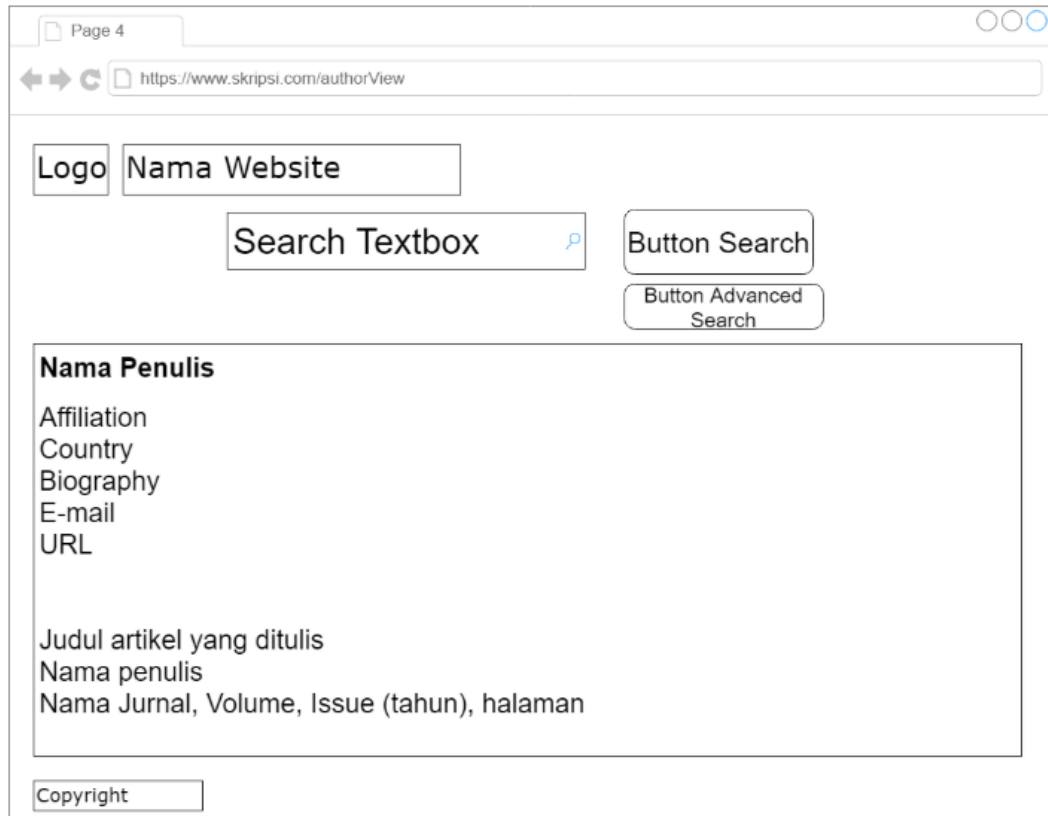 Page 4
https://www.skripsi.com/authorView
Logo
Nama Website
Search Textbox
Button Search
Button Advanced
Search
Nama Penulis
Affiliation
Country
Biography
E-mail
URL
Judul artikel yang ditulis
Nama penulis
Nama Jurnal, Volume, Issue (tahun), halaman
Copyright